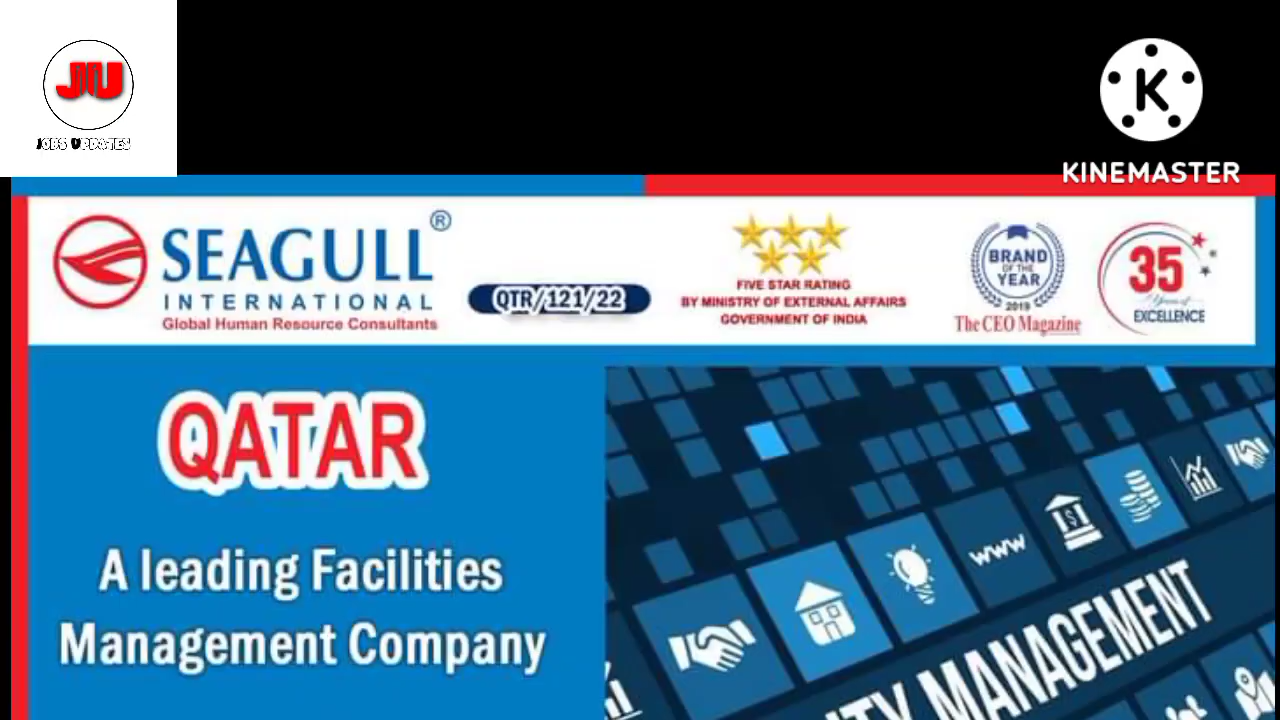 JU
JOBS UPDATES
K
KINEMASTER
SEAGULL®
INTERNATIONAL
Global Human Resource Consultants
QTR/121/22
FIVE STAR RATING
BY MINISTRY OF EXTERNAL AFFAIRS
GOVERNMENT OF INDIA
BRAND
OF THE
YEAR
2019
The CEO Magazine
35
Years of
EXCELLENCE
QATAR
A leading Facilities
Management Company
www
$
ITY MANAGEMENT